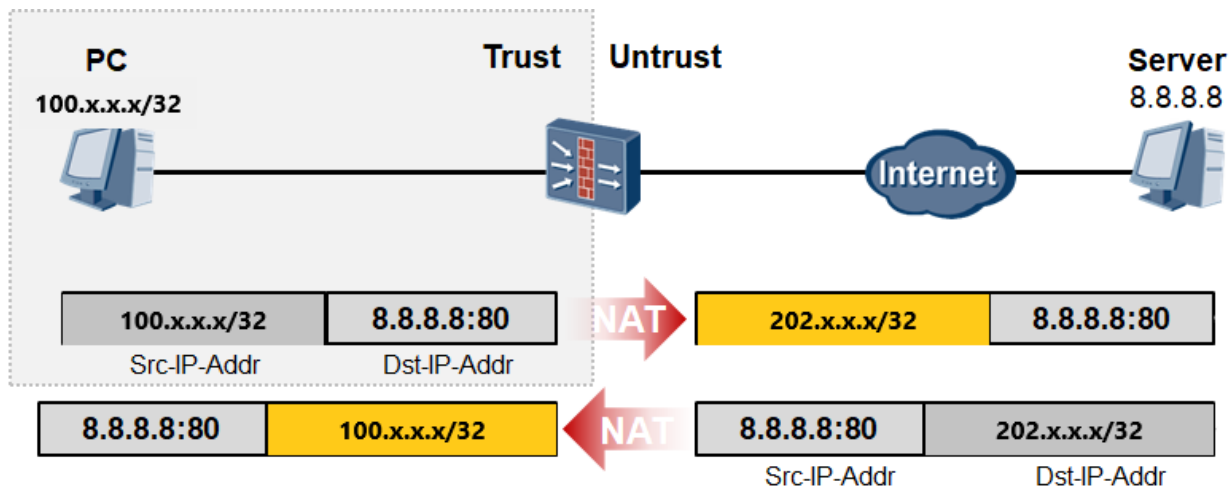 PC
100.x.x.x/32
Trust
Untrust
Server
8.8.8.8
Internet
100.x.x.x/32 8.8.8.8:80 NAT 202.x.x.x/32 8.8.8.8:80
Src-IP-Addr Dst-IP-Addr
8.8.8.8:80 100.x.x.x/32 NAT 8.8.8.8:80 202.x.x.x/32
Src-IP-Addr Dst-IP-Addr